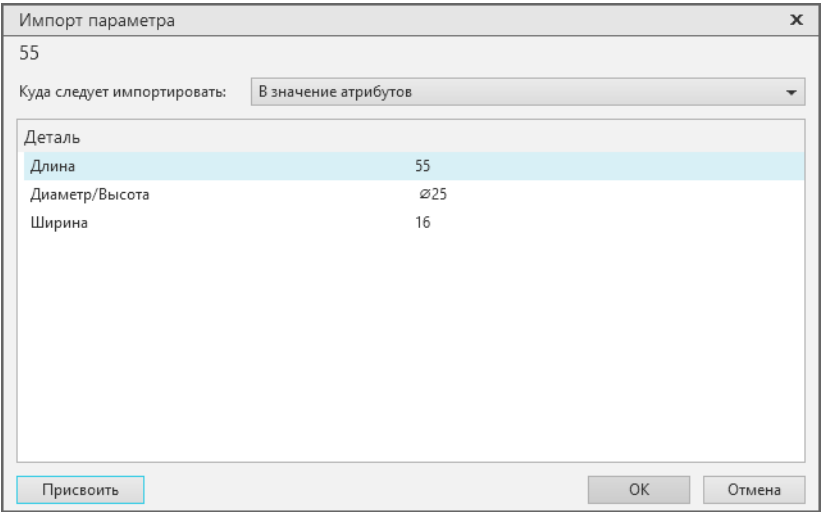 Импорт параметра X
55
Куда следует импортировать: В значение атрибутов
Деталь
Длина 55
Диаметр/Высота ⌀25
Ширина 16
Присвоить OK Отмена